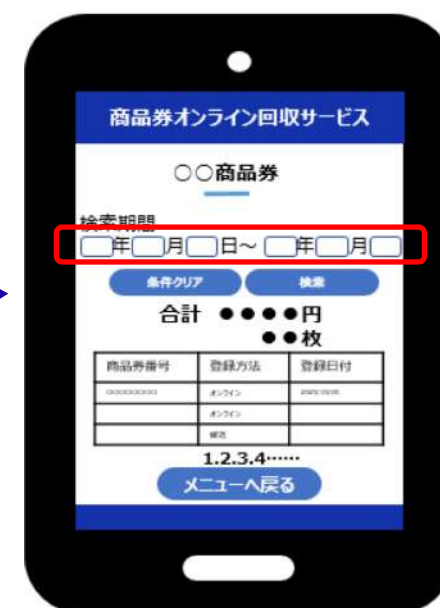 商品券オンライン回収サービス
○○商品券
検索期間
年 月 日～ 年 月
条件クリア 検索
合計 ●●●●円
●●枚
商品券番号 登録方法 登録日付
○○○○○○○○○ オンライン
オンライン
郵送
1.2.3.4……
メニューへ戻る